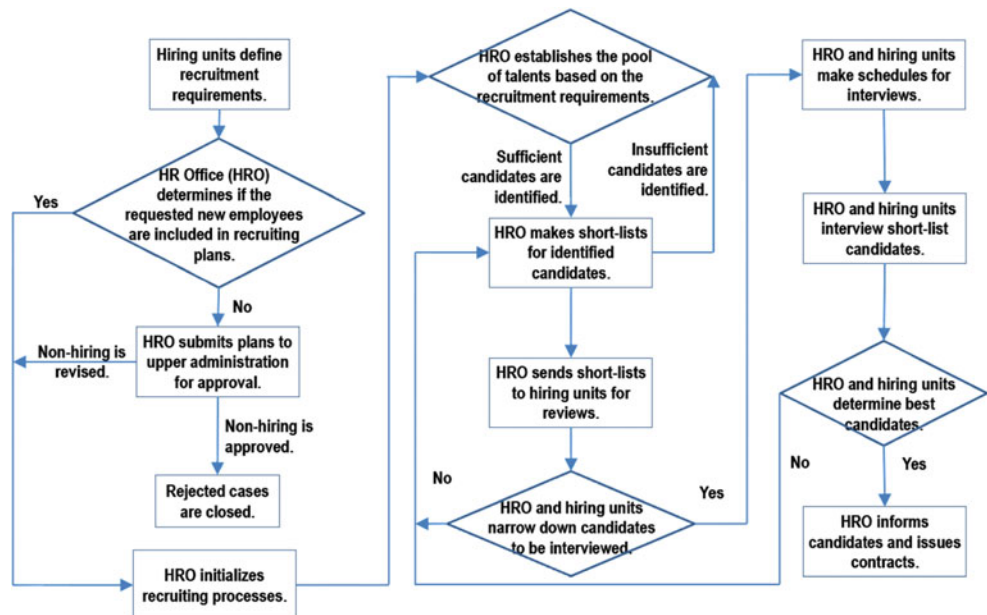 Hiring units define
recruitment
requirements.
HR Office (HRO)
determines if the
requested new employees
are included in recruiting
plans.
Yes
No
HRO submits plans to
upper administration
for approval.
Non-hiring is
revised.
Non-hiring is
approved.
Rejected cases
are closed.
HRO initializes
recruiting processes.
HRO establishes the pool
of talents based on the
recruitment requirements.
Sufficient
candidates are
identified.
Insufficient
candidates are
identified.
HRO makes short-lists
for identified
candidates.
HRO sends short-lists
to hiring units for
reviews.
No
HRO and hiring units
narrow down candidates
to be interviewed.
Yes
HRO and hiring units
make schedules for
interviews.
HRO and hiring units
interview short-list
candidates.
HRO and hiring units
determine best
candidates.
No
Yes
HRO informs
candidates and issues
contracts.